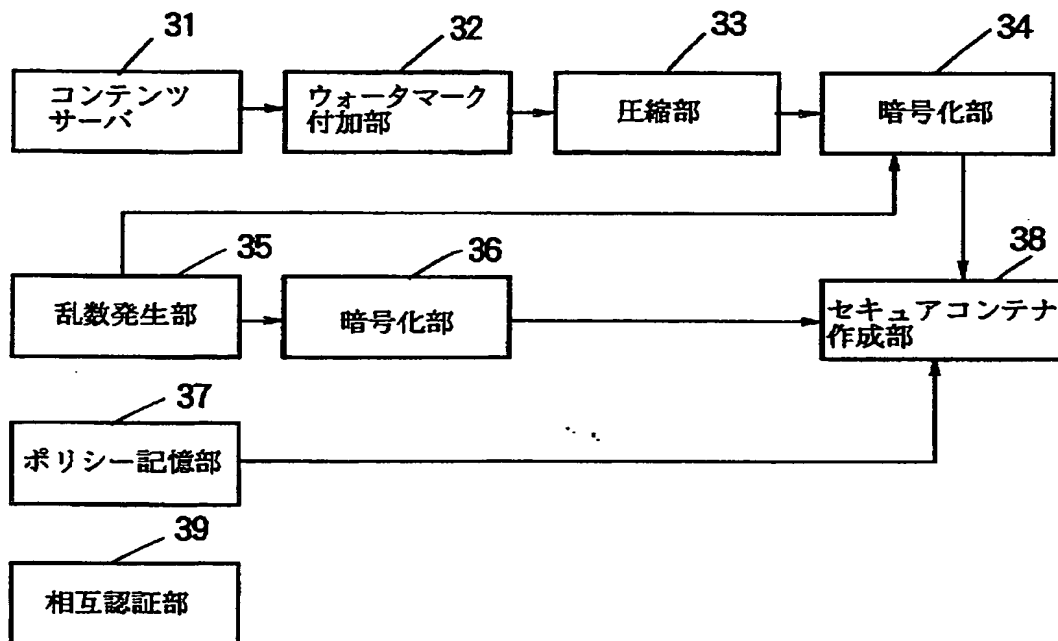 31
32
33
34
コンテンツ
サーバ
ウォータマーク
付加部
圧縮部
暗号化部
35
36
38
乱数発生部
暗号化部
セキュアコンテナ
作成部
37
ポリシー記憶部
39
相互認証部